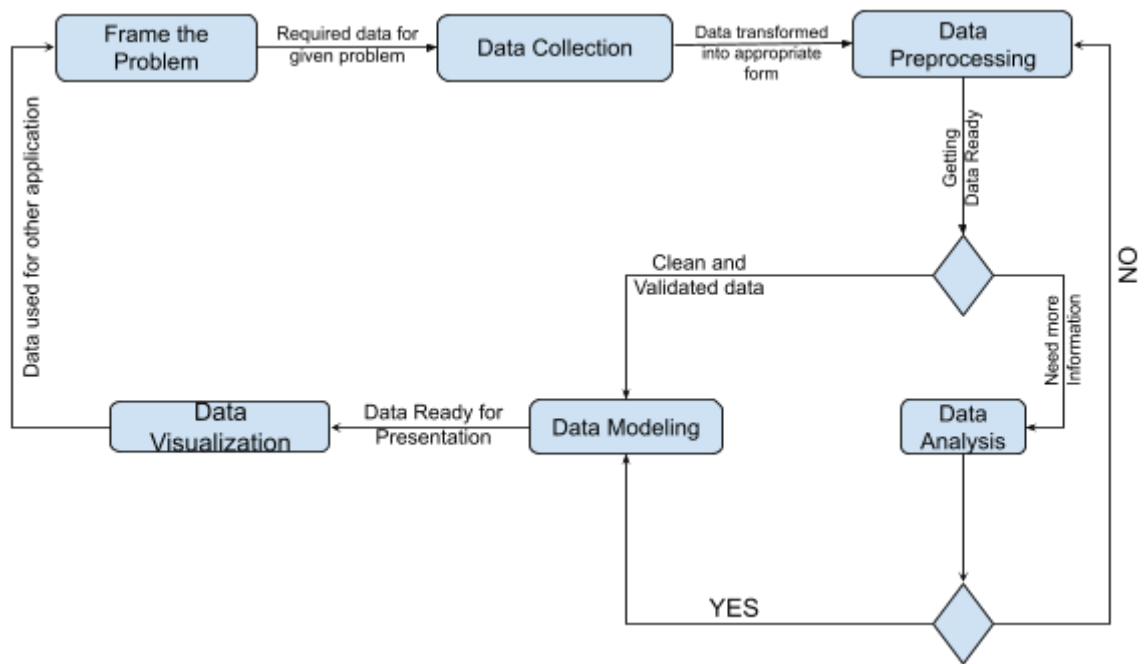 Frame the
Problem
Required data for
given problem
Data Collection
Data transformed
into appropriate
form
Data
Preprocessing
Data used for other application
Getting
Data Ready
NO
Clean and
Validated data
Need more
Information
Data
Visualization
Data Ready for
Presentation
Data Modeling
Data
Analysis
YES